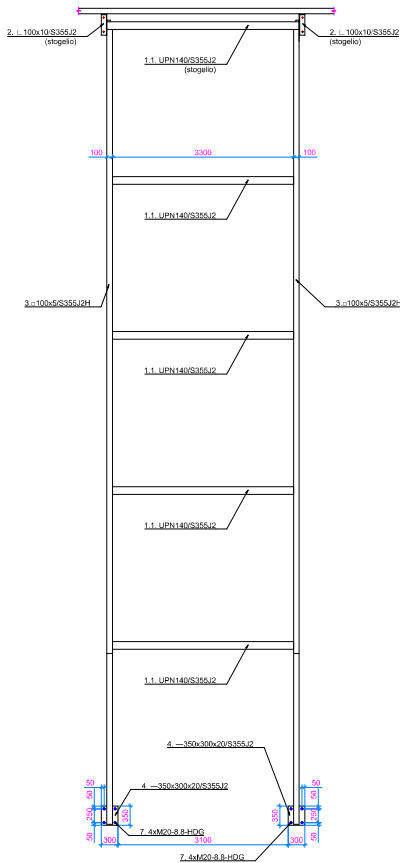 2. ∟100x10/S355J2
(stogelio)
2. ∟100x10/S355J2
(stogelio)
1.1. UPN140/S355J2
(stogelio)
100
3300
100
1.1. UPN140/S355J2
3.□100x5/S355J2H
3.□100x5/S355J2H
1.1. UPN140/S355J2
1.1. UPN140/S355J2
1.1. UPN140/S355J2
4. —350x300x20/S355J2
4. —350x300x20/S355J2
50
50
50
50
250
350
350
250
50
50
7. 4xM20-8.8-HDG
300
3100
300
7. 4xM20-8.8-HDG